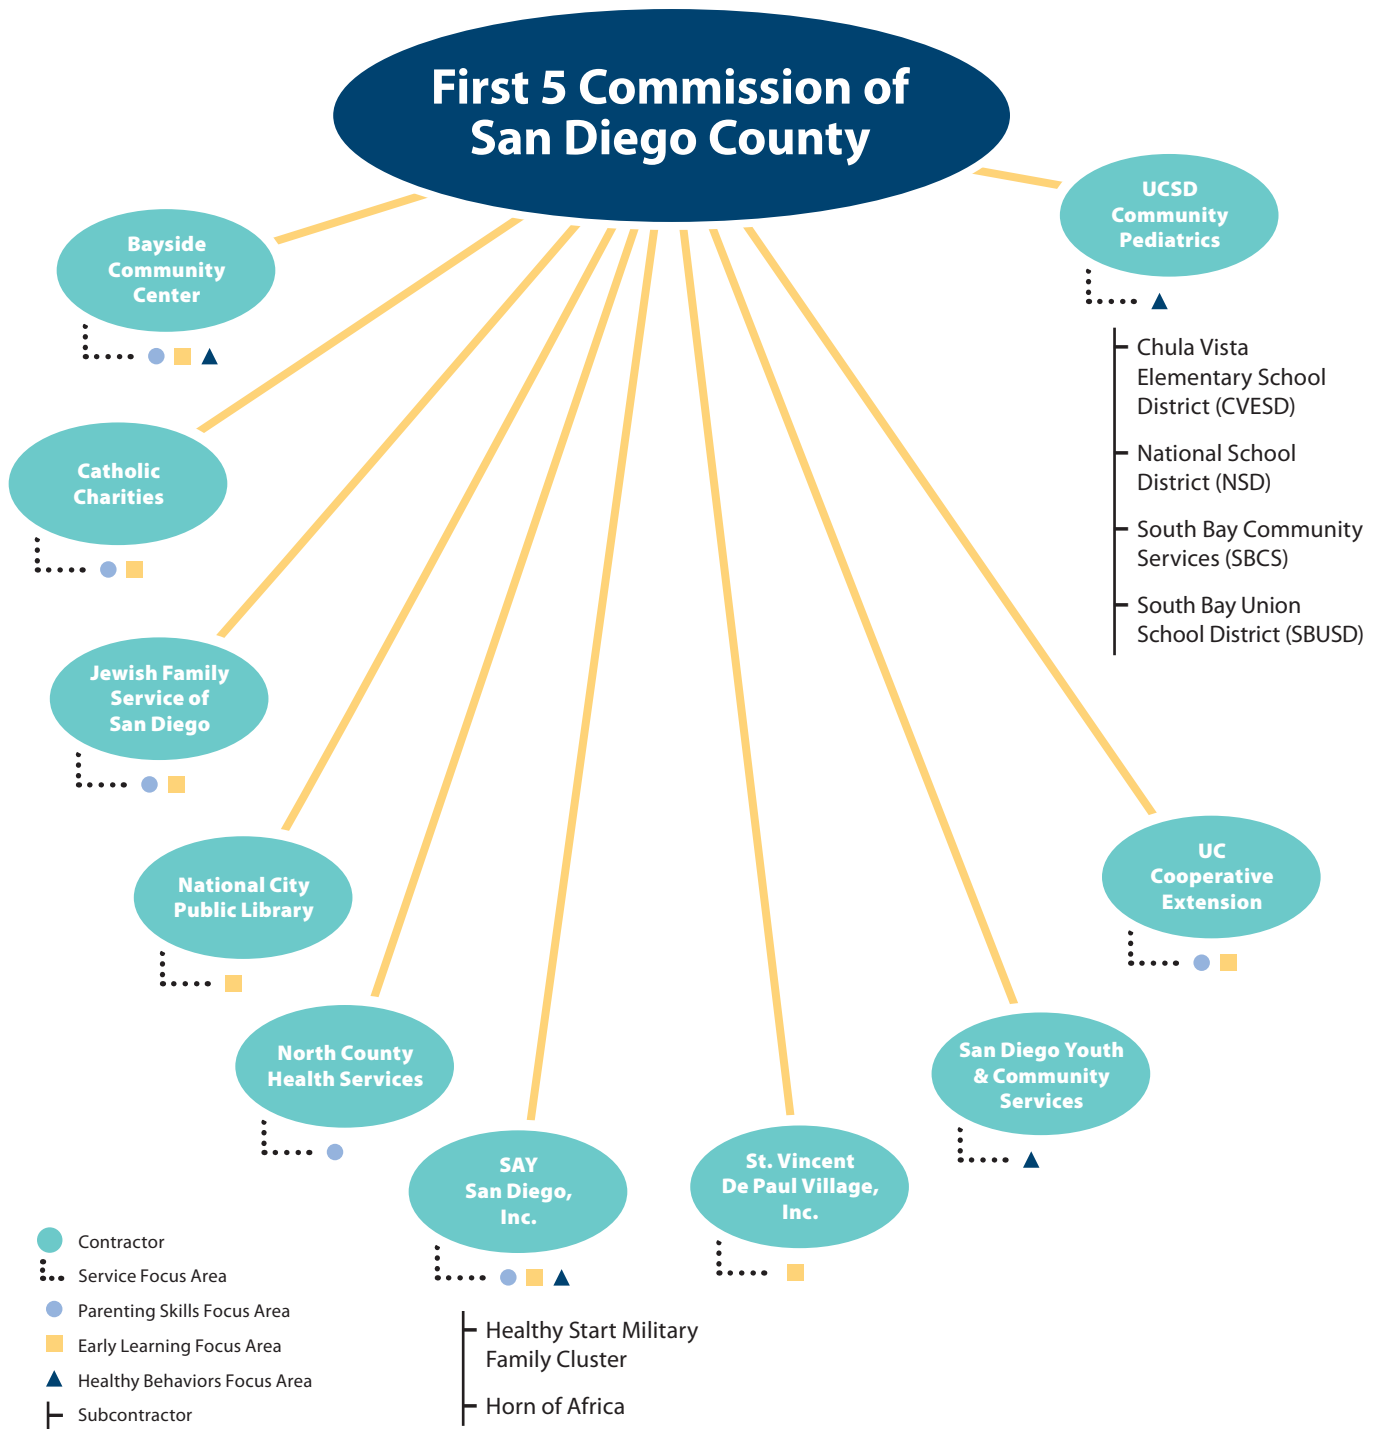 First 5 Commission of
San Diego County
UCSD
Community
Pediatrics
Chula Vista
Elementary School
District (CVESD)
National School
District (NSD)
South Bay Community
Services (SBCS)
South Bay Union
School District (SBUSD)
Bayside
Community
Center
Catholic
Charities
Jewish Family
Service of
San Diego
National City
Public Library
North County
Health Services
SAY
San Diego,
Inc.
Healthy Start Military
Family Cluster
Horn of Africa
St. Vincent
De Paul Village,
Inc.
San Diego Youth
& Community
Services
UC
Cooperative
Extension
Contractor
Service Focus Area
Parenting Skills Focus Area
Early Learning Focus Area
Healthy Behaviors Focus Area
Subcontractor